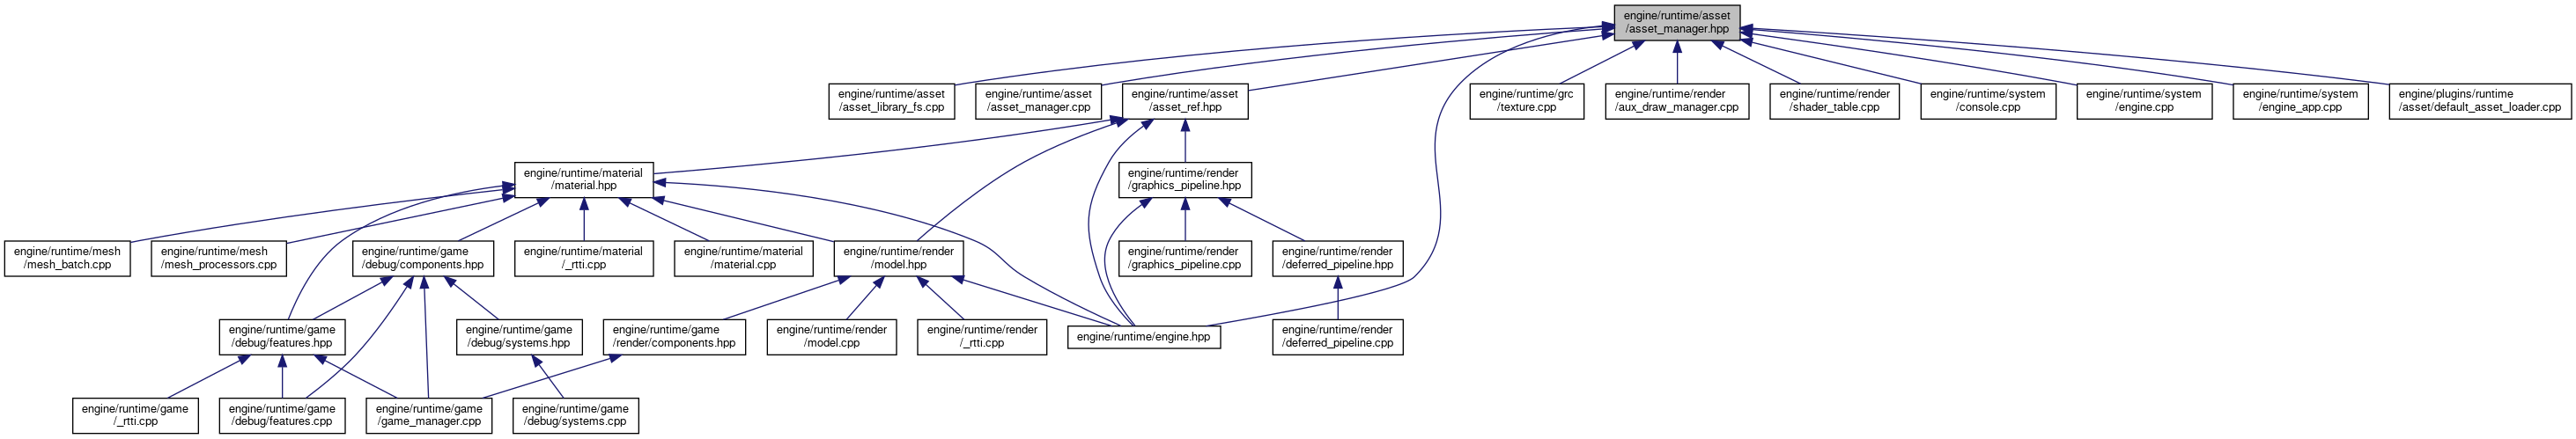 engine/runtime/asset
/asset_manager.hpp
engine/runtime/asset
/asset_library_fs.cpp
engine/runtime/asset
/asset_manager.cpp
engine/runtime/asset
/asset_ref.hpp
engine/runtime/grc
/texture.cpp
engine/runtime/render
/aux_draw_manager.cpp
engine/runtime/render
/shader_table.cpp
engine/runtime/system
/console.cpp
engine/runtime/system
/engine.cpp
engine/runtime/system
/engine_app.cpp
engine/plugins/runtime
/asset/default_asset_loader.cpp
engine/runtime/material
/material.hpp
engine/runtime/render
/graphics_pipeline.hpp
engine/runtime/mesh
/mesh_batch.cpp
engine/runtime/mesh
/mesh_processors.cpp
engine/runtime/game
/debug/components.hpp
engine/runtime/material
/_rtti.cpp
engine/runtime/material
/material.cpp
engine/runtime/render
/model.hpp
engine/runtime/render
/graphics_pipeline.cpp
engine/runtime/render
/deferred_pipeline.hpp
engine/runtime/game
/debug/features.hpp
engine/runtime/game
/debug/systems.hpp
engine/runtime/game
/render/components.hpp
engine/runtime/render
/model.cpp
engine/runtime/render
/_rtti.cpp
engine/runtime/engine.hpp
engine/runtime/render
/deferred_pipeline.cpp
engine/runtime/game
/_rtti.cpp
engine/runtime/game
/debug/features.cpp
engine/runtime/game
/game_manager.cpp
engine/runtime/game
/debug/systems.cpp